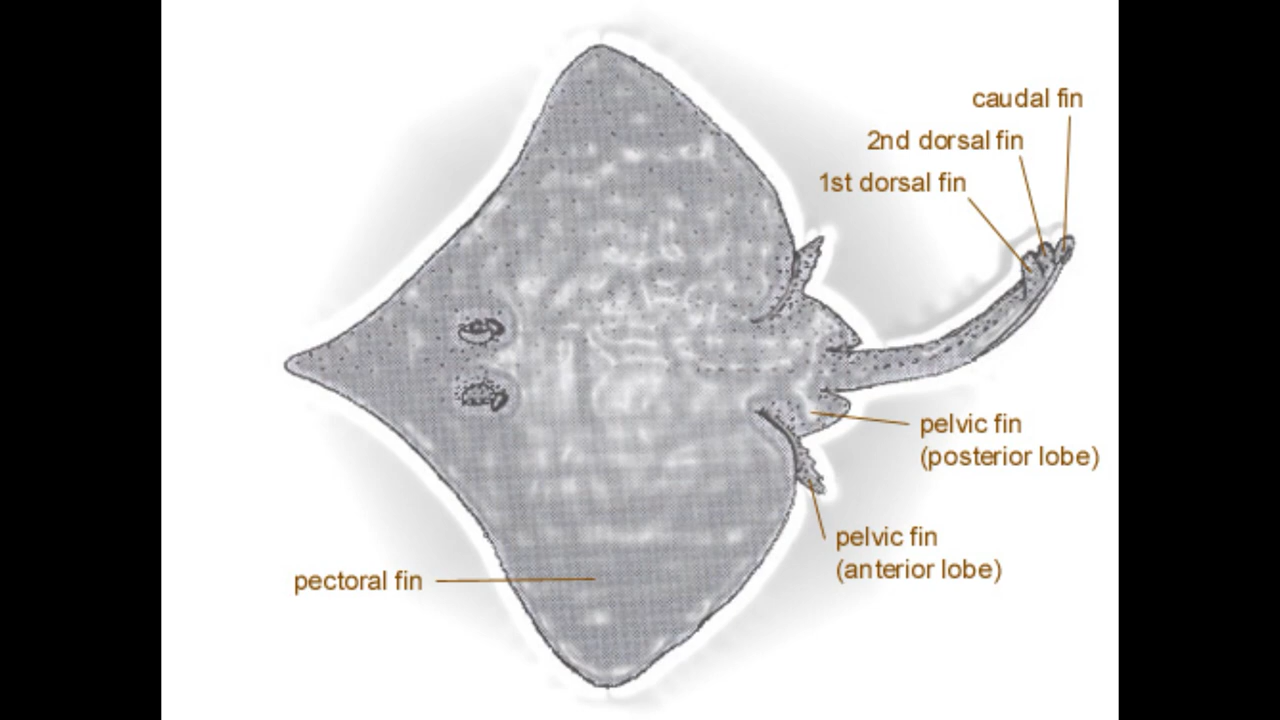 caudal fin
2nd dorsal fin
1st dorsal fin
pelvic fin
(posterior lobe)
pelvic fin
(anterior lobe)
pectoral fin